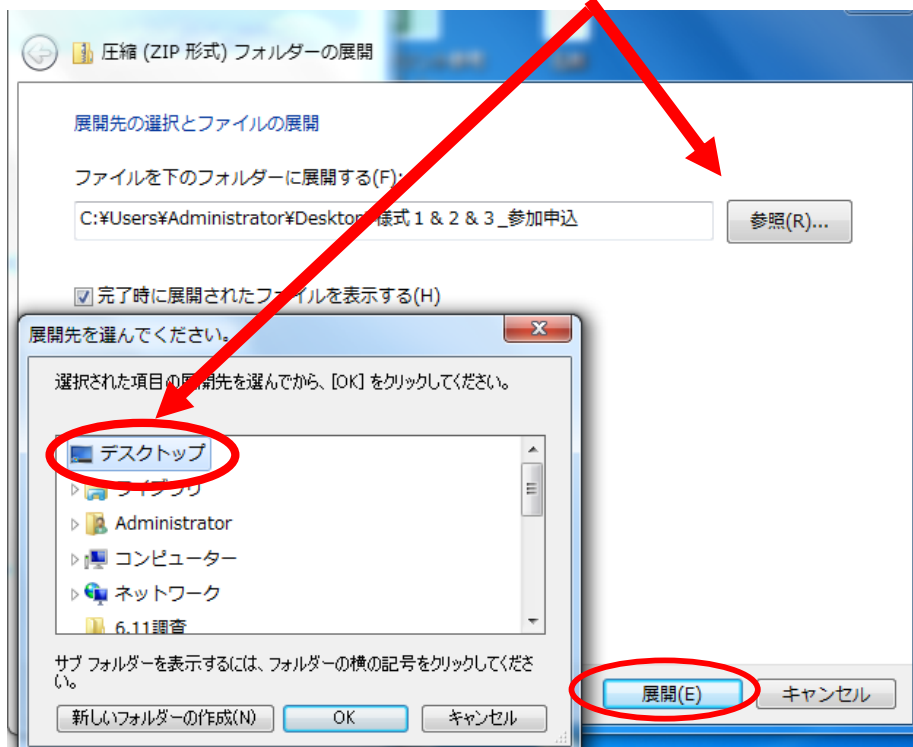 圧縮 (ZIP 形式) フォルダーの展開
展開先の選択とファイルの展開
ファイルを下のフォルダーに展開する(F):
C:¥Users¥Administrator¥Desktop 様式１＆２＆３_参加申込
参照(R)...
完了時に展開されたファイルを表示する(H)
展開先を選んでください。
選択された項目の展開先を選んでから、[OK] をクリックしてください。
デスクトップ
ライブラリ
Administrator
コンピューター
ネットワーク
6.11調査
サブ フォルダーを表示するには、フォルダーの横の記号をクリックしてくださ
い。
新しいフォルダーの作成(N)
OK
キャンセル
展開(E)
キャンセル